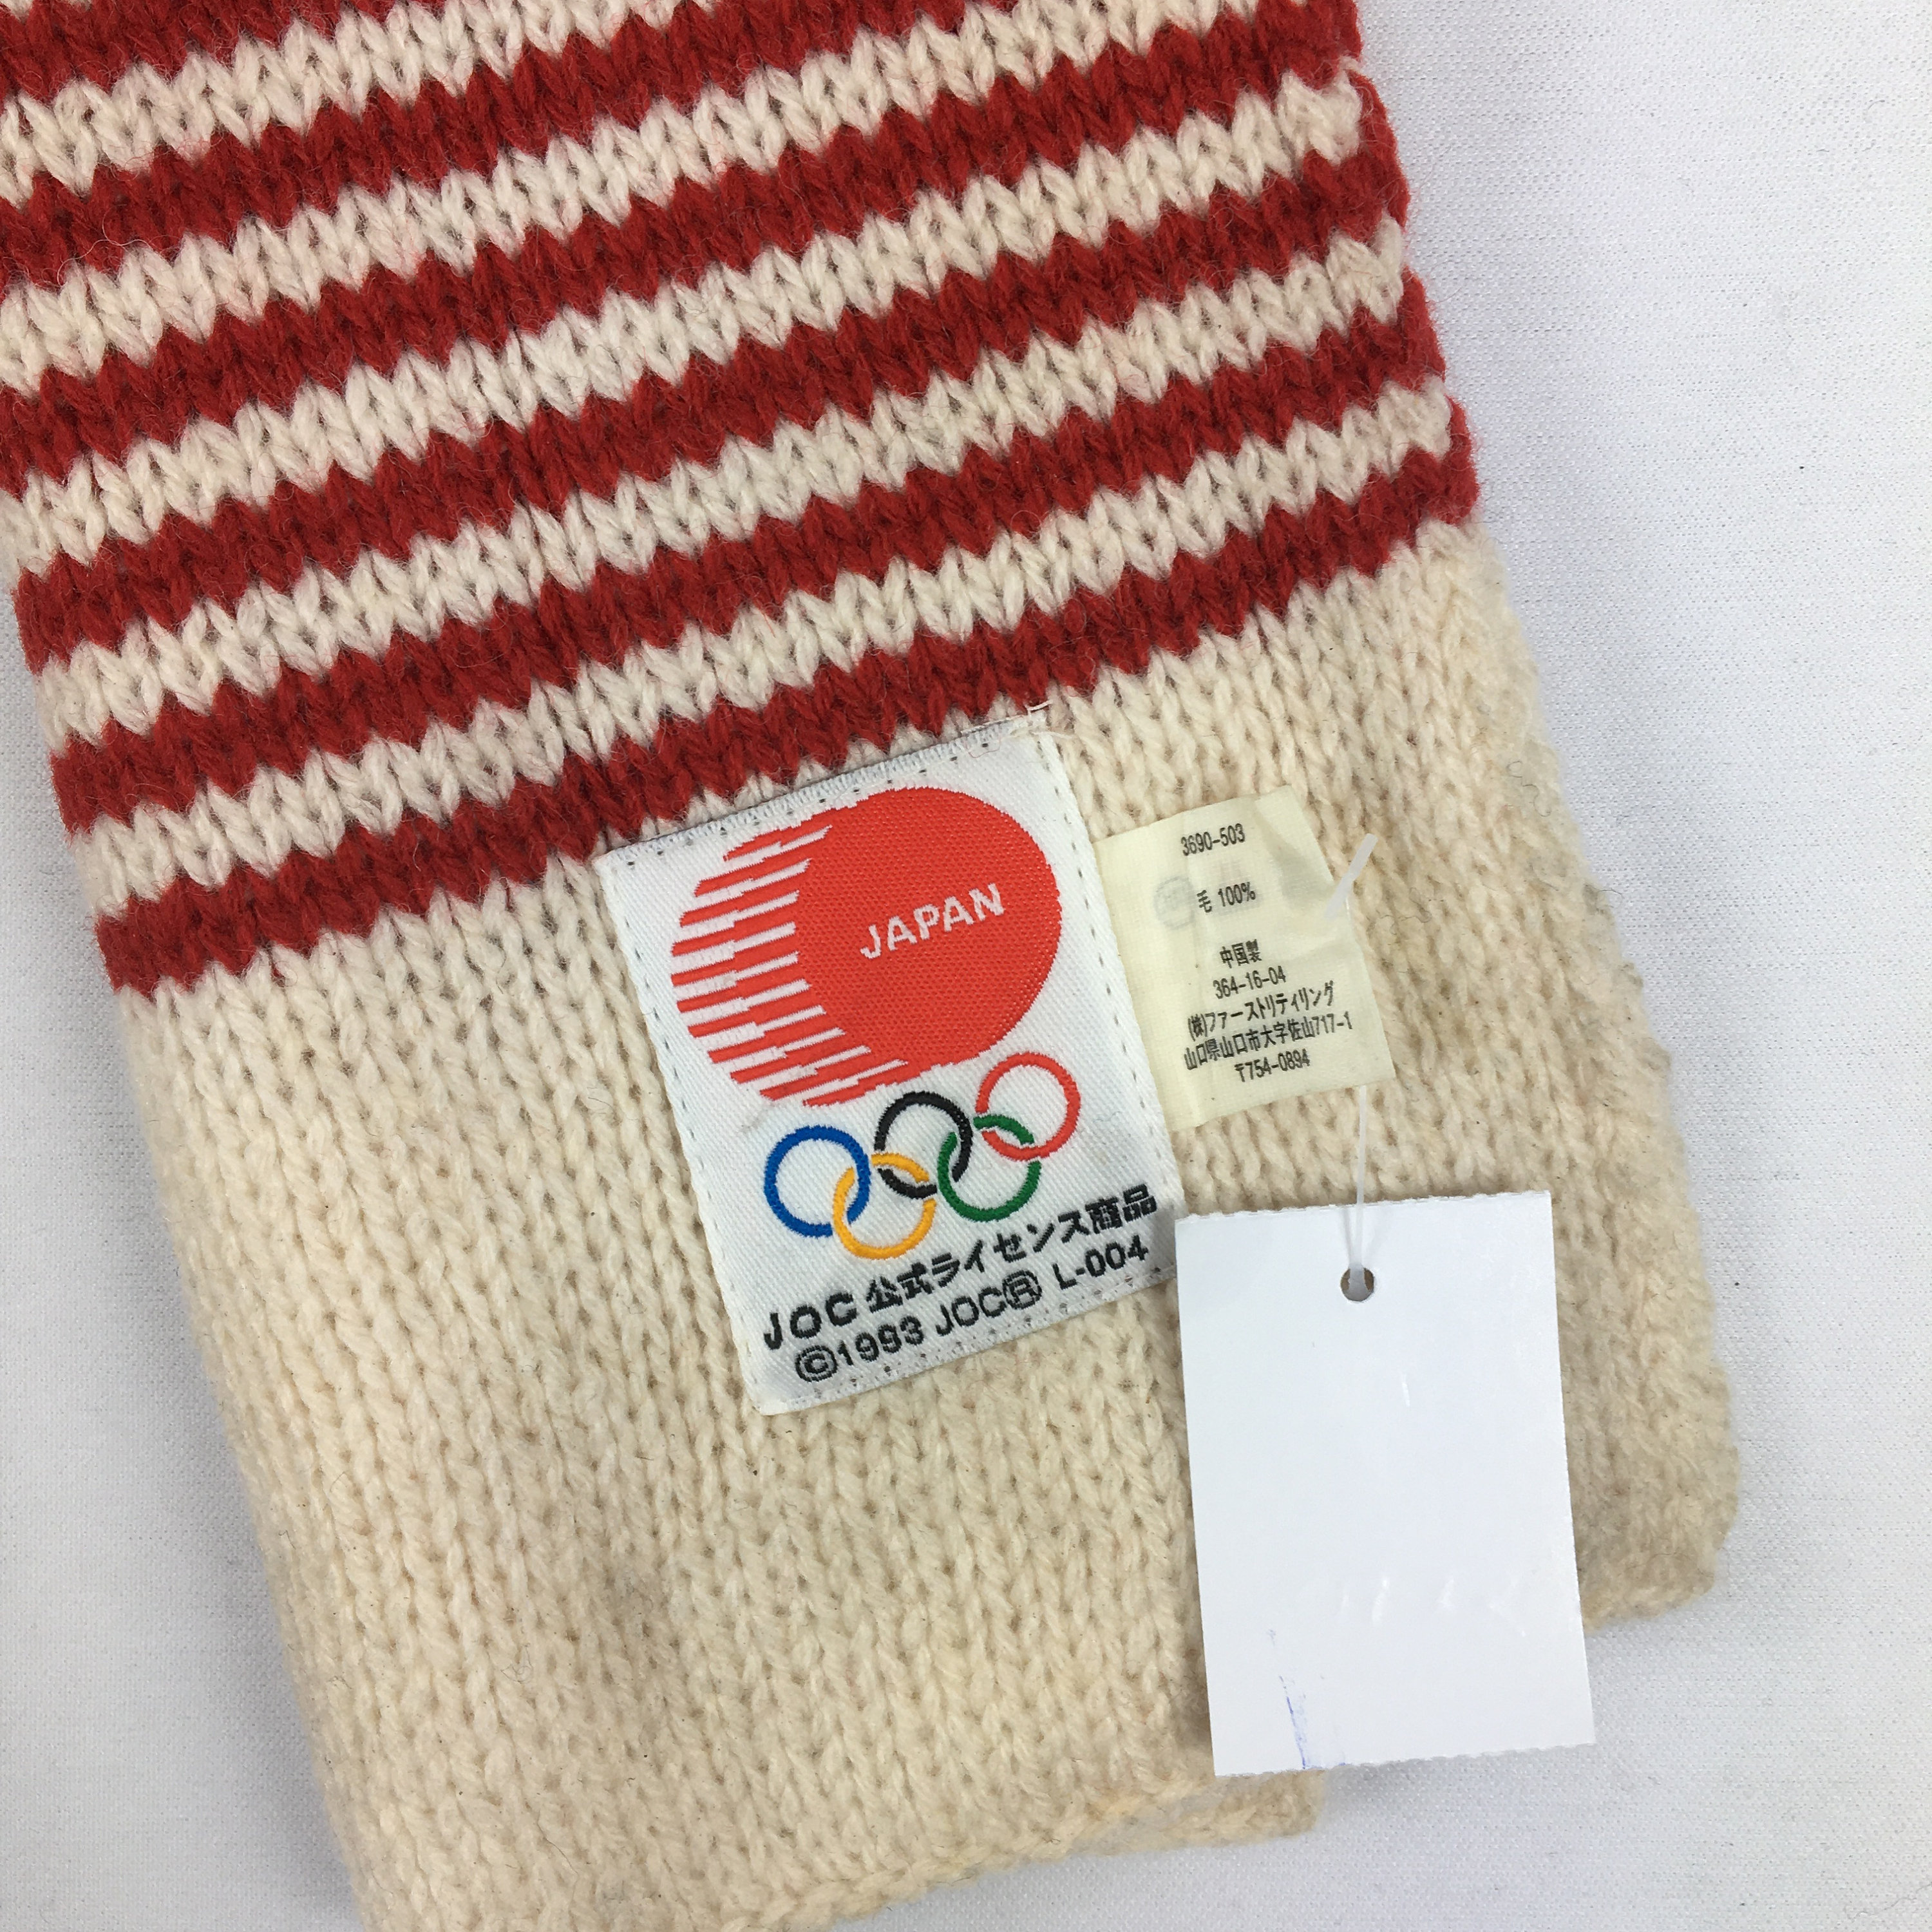 JAPAN
JOC 公式ライセンス商品
©1993 JOC® L-004
3690-503
毛 100%
中国製
364-16-04
(株)ファーストリティリング
山口県山口市大字佐山717-1
〒754-0894